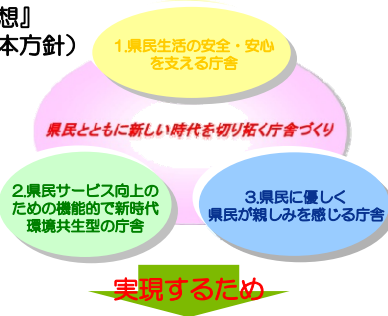 想』
本方針）
1.県民生活の安全・安心
を支える庁舎
県民とともに新しい時代を切り拓く庁舎づくり
2.県民サービス向上の
ための機能的で新時代
環境共生型の庁舎
3.県民に優しく
県民が親しみを感じる庁舎
実現するため